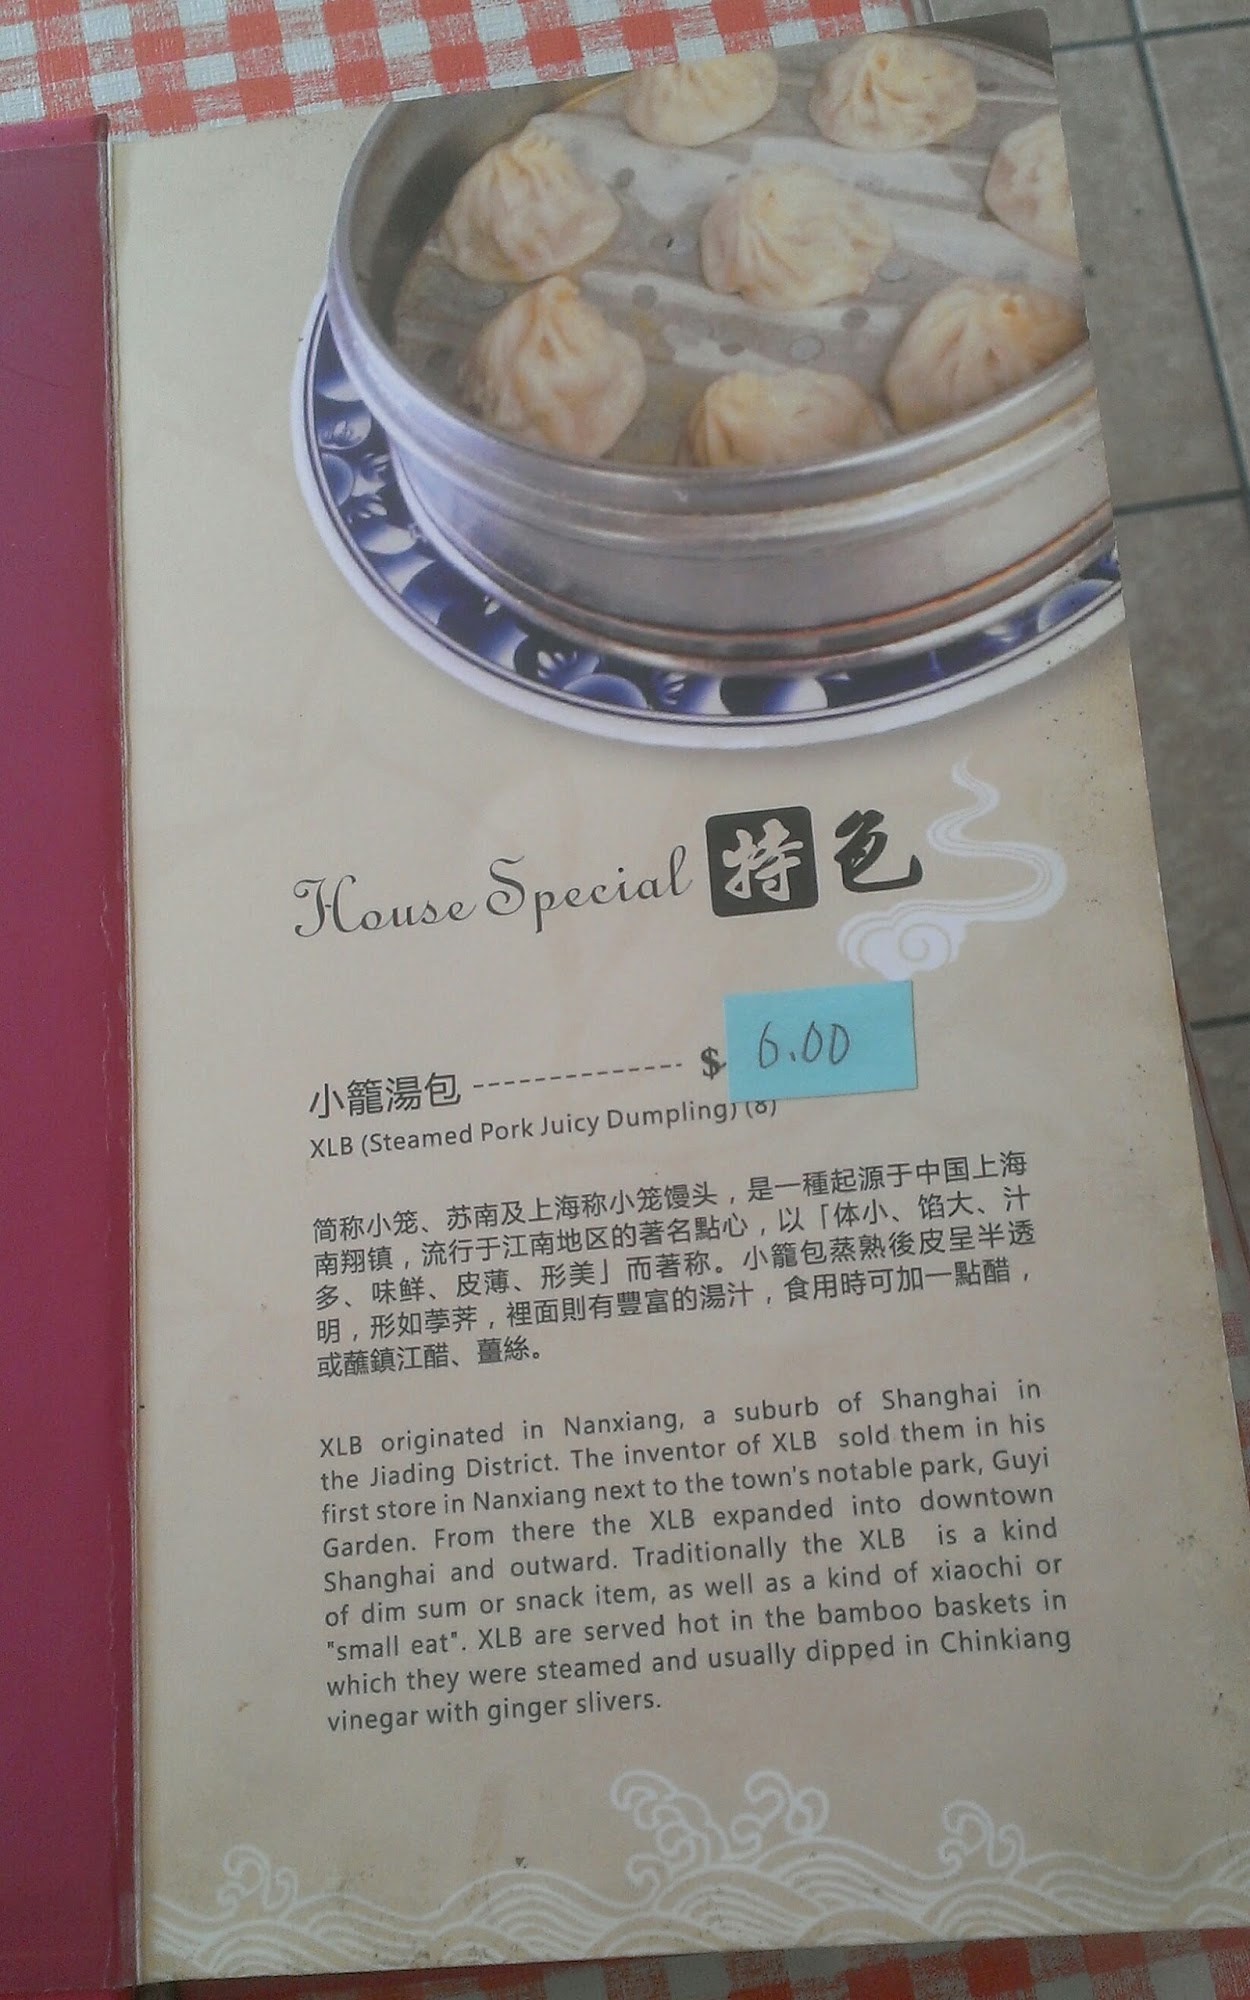 House Special 特色
小籠湯包 ---------------- $ 6.00
XLB (Steamed Pork Juicy Dumpling) (8)
简称小笼、苏南及上海称小笼馒头，是一種起源于中国上海
南翔镇，流行于江南地区的著名點心，以「体小、馅大、汁
多、味鲜、皮薄、形美」而著称。小籠包蒸熟後皮呈半透
明，形如荸荠，裡面則有豐富的湯汁，食用時可加一點醋，
或蘸鎮江醋、薑絲。
XLB originated in Nanxiang, a suburb of Shanghai in
the Jiading District. The inventor of XLB sold them in his
first store in Nanxiang next to the town's notable park, Guyi
Garden. From there the XLB expanded into downtown
Shanghai and outward. Traditionally the XLB is a kind
of dim sum or snack item, as well as a kind of xiaochi or
"small eat". XLB are served hot in the bamboo baskets in
which they were steamed and usually dipped in Chinkiang
vinegar with ginger slivers.